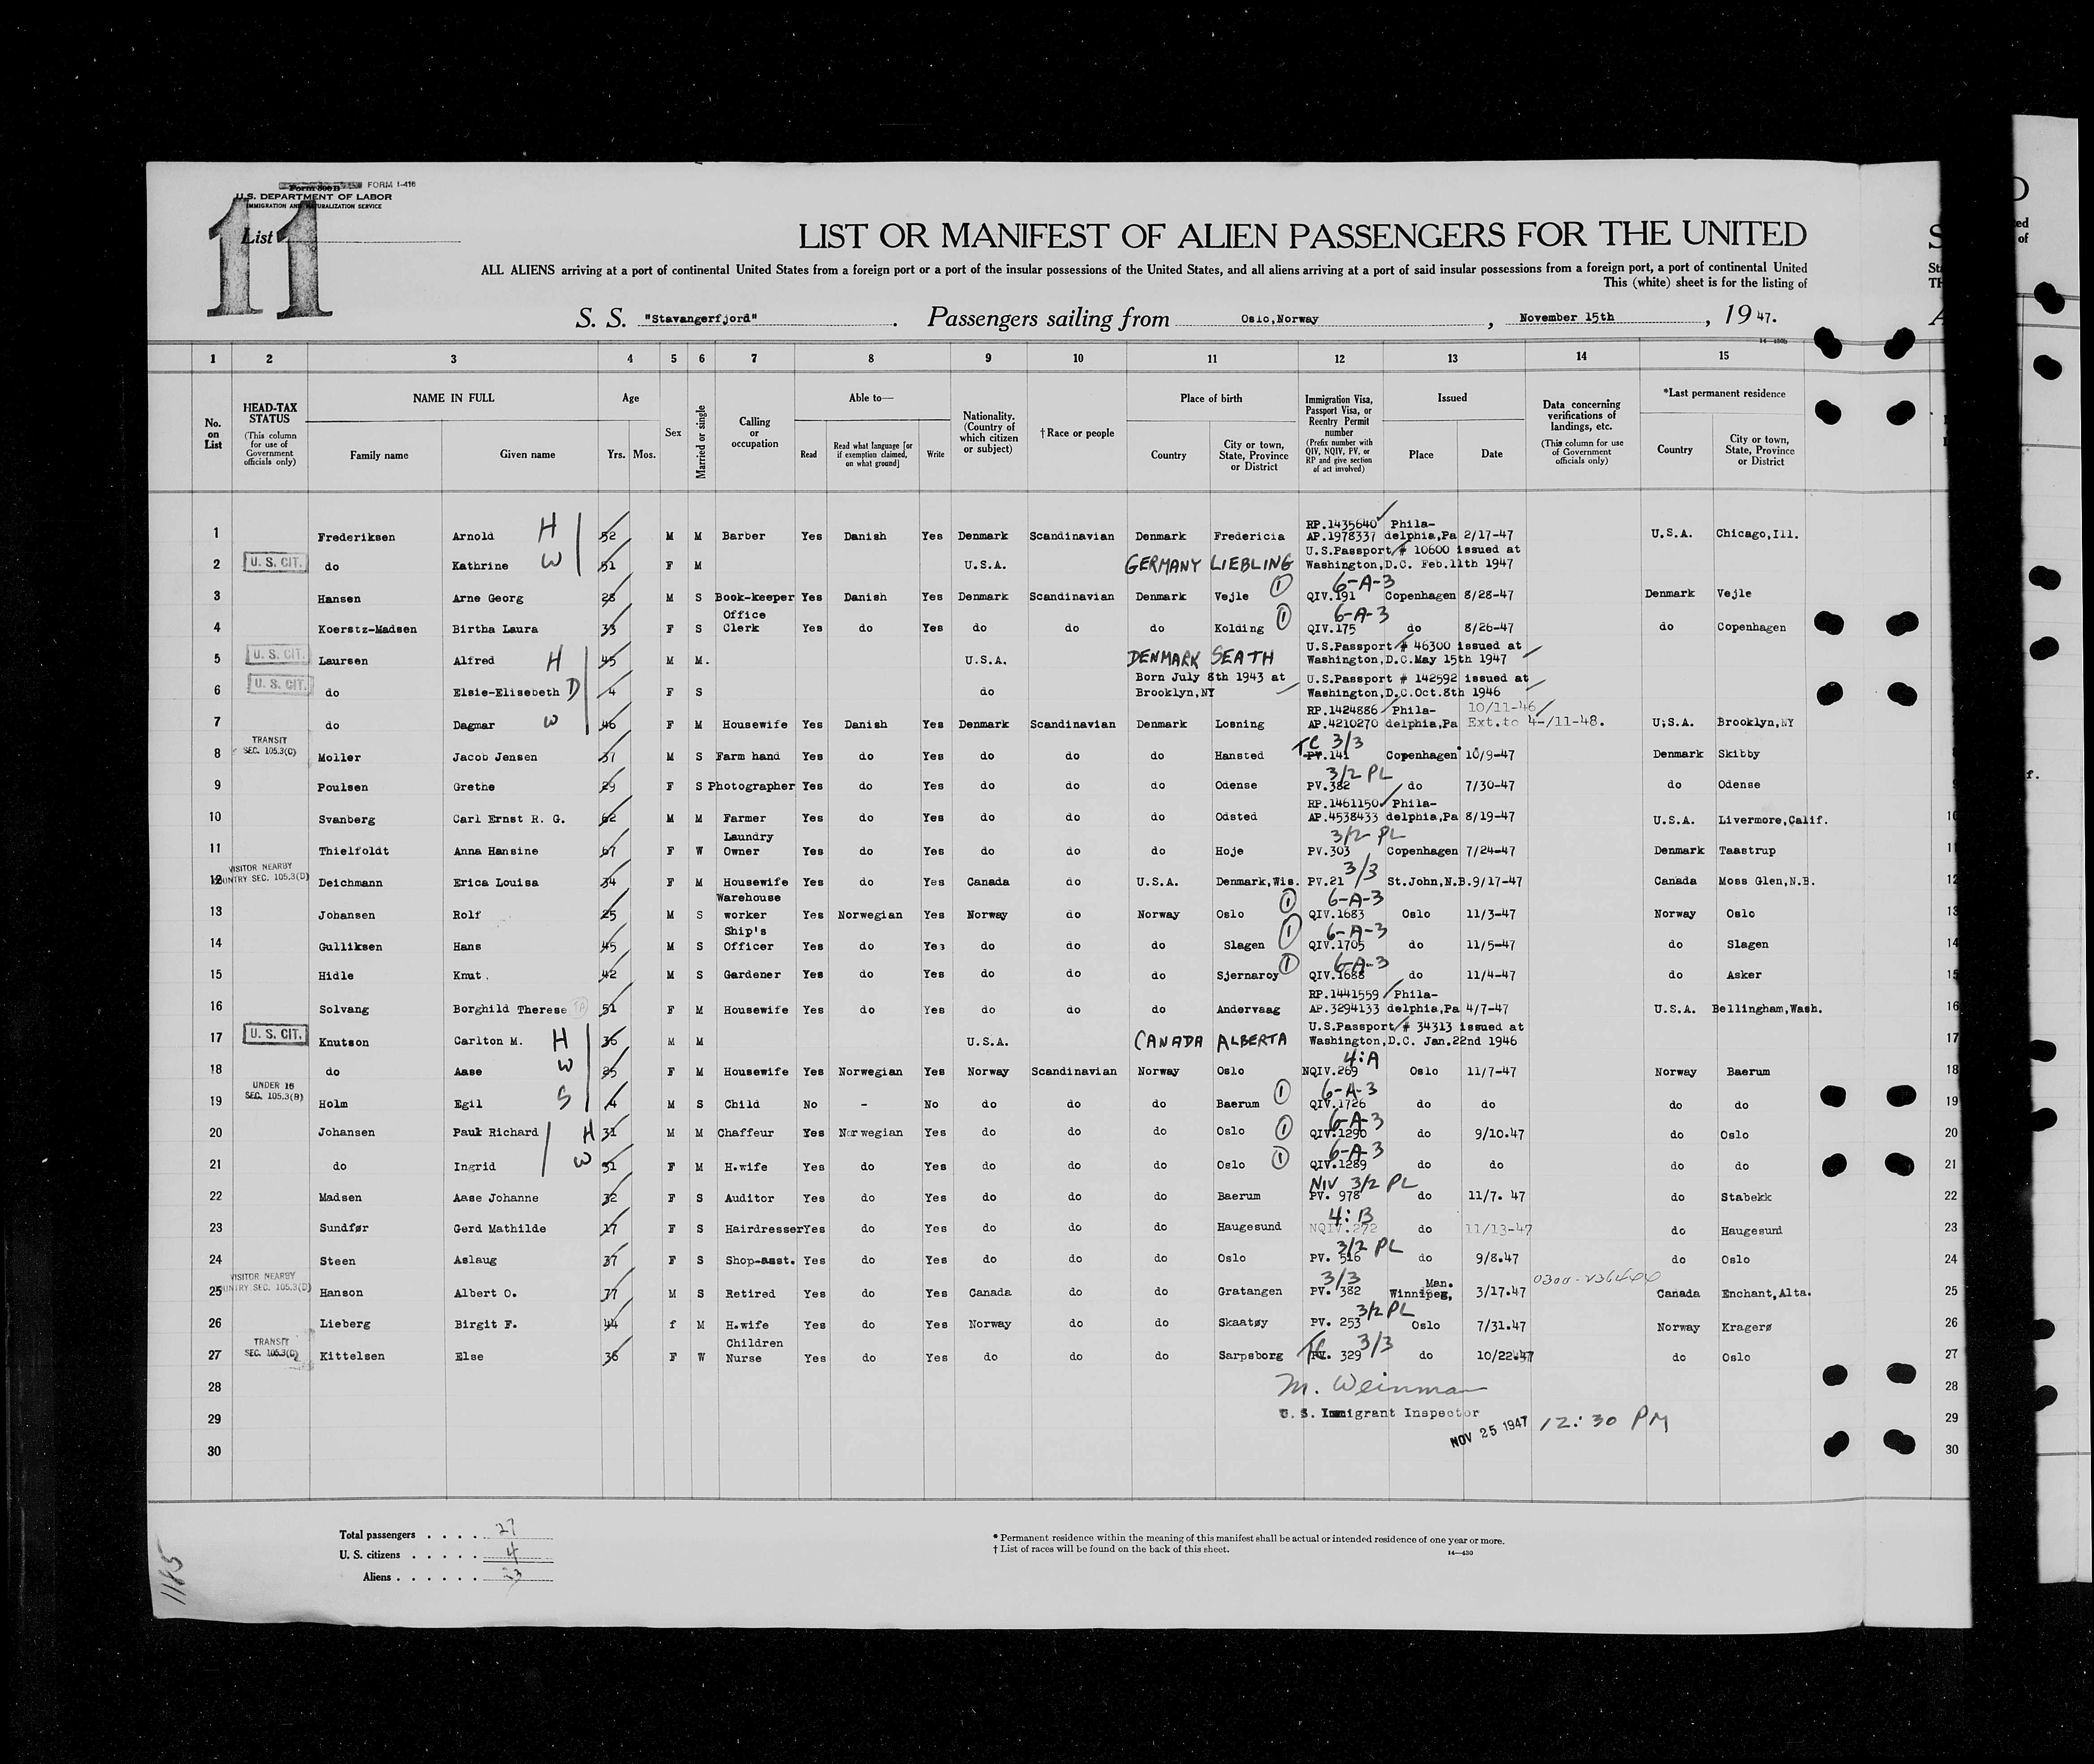 Form 500 B FORM I-416
U. S. DEPARTMENT OF LABOR
IMMIGRATION AND NATURALIZATION SERVICE
List 11
LIST OR MANIFEST OF ALIEN PASSENGERS FOR THE UNITED
ALL ALIENS arriving at a port of continental United States from a foreign port or a port of the insular possessions of the United States, and all aliens arriving at a port of said insular possessions from a foreign port, a port of continental United
This (white) sheet is for the listing of
S. S. "Stavangerfjord". Passengers sailing from Oslo,Norway, November 15th, 1947.
1 2 3 4 5 6 7 8 9 10 11 12 13 14 15
No. on List
HEAD-TAX STATUS (This column for use of Government officials only)
NAME IN FULL Family name Given name
Age Yrs. Mos.
Sex
Married or single
Calling or occupation
Able to— Read Read what language [or if exemption claimed, on what ground] Write
Nationality. (Country of which citizen or subject)
†Race or people
Place of birth Country City or town, State, Province or District
Immigration Visa, Passport Visa, or Reentry Permit number (Prefix number with QIV, NQIV, PV, or RP and give section of act involved)
Issued Place Date
Data concerning verifications of landings, etc. (This column for use of Government officials only)
*Last permanent residence Country City or town, State, Province or District
1 Frederiksen Arnold H 52 M M Barber Yes Danish Yes Denmark Scandinavian Denmark Fredericia RP.1435640 AP.1978337 Phila-delphia,Pa 2/17-47 U.S.A. Chicago,Ill.
2 U. S. CIT. do Kathrine W 51 F M U.S.A. GERMANY LIEBLING U.S.Passport # 10600 issued at Washington,D.C. Feb.11th 1947
3 Hansen Arne Georg 28 M S Book-keeper Yes Danish Yes Denmark Scandinavian Denmark Vejle 1 6-A-3 QIV.191 Copenhagen 8/28-47 Denmark Vejle
4 Koerstz-Madsen Birtha Laura 33 F S Office Clerk Yes do Yes do do do Kolding 1 6-A-3 QIV.175 do 8/26-47 do Copenhagen
5 U. S. CIT. Laursen Alfred H 45 M M. U.S.A. DENMARK SEATH U.S.Passport # 46300 issued at Washington,D.C.May 15th 1947
6 U. S. CIT. do Elsie-Elisebeth D 4 F S do Born July 8th 1943 at Brooklyn,NY U.S.Passport # 142592 issued at Washington,D.C.Oct.8th 1946
7 do Dagmar W 46 F M Housewife Yes Danish Yes Denmark Scandinavian Denmark Losning RP.1424886 AP.4210270 Phila-delphia,Pa 10/11-46 Ext.to 4-/11-48. U.S.A. Brooklyn,NY
8 TRANSIT SEC. 105.3(C) Moller Jacob Jensen 37 M S Farm hand Yes do Yes do do do Hansted TC 3/3 PV.141 Copenhagen 10/9-47 Denmark Skibby
9 Poulsen Grethe 29 F S Photographer Yes do Yes do do do Odense 3/2 PL PV.382 do 7/30-47 do Odense
10 Svanberg Carl Ernst R. G. 62 M M Farmer Yes do Yes do do do Odsted RP.1461150 AP.4538433 Phila-delphia,Pa 8/19-47 U.S.A. Livermore,Calif.
11 Thielfoldt Anna Hansine 67 F W Laundry Owner Yes do Yes do do do Hoje 3/2 PL PV.303 Copenhagen 7/24-47 Denmark Taastrup
12 VISITOR NEARBY COUNTRY SEC. 105.3(D) Deichmann Erica Louisa 34 F M Housewife Yes do Yes Canada do U.S.A. Denmark,Wis. PV.21 3/3 St.John,N.B. 9/17-47 Canada Moss Glen,N.B.
13 Johansen Rolf 25 M S Warehouse worker Yes Norwegian Yes Norway do Norway Oslo 1 6-A-3 QIV.1683 Oslo 11/3-47 Norway Oslo
14 Gulliksen Hans 45 M S Ship's Officer Yes do Yes do do do Slagen 1 6-A-3 QIV.1705 do 11/5-47 do Slagen
15 Hidle Knut. 42 M S Gardener Yes do Yes do do do Sjernaroy 1 6-A-3 QIV.1688 do 11/4-47 do Asker
16 Solvang Borghild Therese 51 F M Housewife Yes do Yes do do do Andervaag RP.1441559 AP.3294133 Phila-delphia,Pa 4/7-47 U.S.A. Bellingham,Wash.
17 U. S. CIT. Knutson Carlton M. H 36 M M U.S.A. CANADA ALBERTA U.S.Passport # 34313 issued at Washington,D.C. Jan.22nd 1946
18 do Aase W 25 F M Housewife Yes Norwegian Yes Norway Scandinavian Norway Oslo 4:A NQIV.269 Oslo 11/7-47 Norway Baerum
19 UNDER 16 SEC. 105.3(B) Holm Egil S 4 M S Child No - No do do do Baerum 1 6-A-3 QIV.1726 do do do do
20 Johansen Paul Richard H 31 M M Chaffeur Yes Norwegian Yes do do do Oslo 1 6-A-3 QIV.1290 do 9/10.47 do Oslo
21 do Ingrid W 31 F M H.wife Yes do Yes do do do Oslo 1 6-A-3 QIV.1289 do do do do
22 Madsen Aase Johanne 32 F S Auditor Yes do Yes do do do Baerum NIV 3/2 PL PV. 978 do 11/7. 47 do Stabekk
23 Sundfør Gerd Mathilde 17 F S Hairdresser Yes do Yes do do do Haugesund 4:B NQIV.272 do 11/13-47 do Haugesund
24 Steen Aslaug 37 F S Shop-asst. Yes do Yes do do do Oslo 3/2 PL PV. 516 do 9/8.47 do Oslo
25 VISITOR NEARBY COUNTRY SEC. 105.3(D) Hanson Albert O. 77 M S Retired Yes do Yes Canada do do Gratangen 3/3 PV. 382 Man. Winnipeg, 3/17.47 Canada Enchant,Alta.
26 Lieberg Birgit F. 44 f M H.wife Yes do Yes Norway do do Skaatøy 3/2 PL PV. 253 Oslo 7/31.47 Norway Kragerø
27 TRANSIT SEC. 105.3(C) Kittelsen Else 36 F W Children Nurse Yes do Yes do do do Sarpsborg TC 3/3 PV. 329 do 10/22.47 do Oslo
28 M. Weinman
29 U. S. Immigrant Inspector NOV 25 1947 12:30 PM
30
Total passengers . . . . 27
U. S. citizens . . . . . 4
Aliens . . . . . . 23
* Permanent residence within the meaning of this manifest shall be actual or intended residence of one year or more.
† List of races will be found on the back of this sheet.
14—430
1185